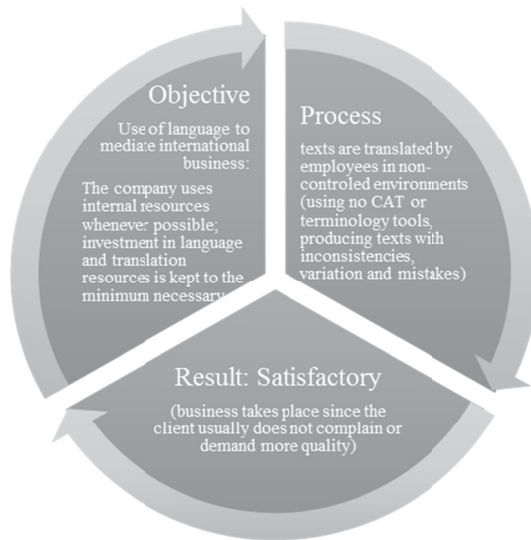 Objective
Use of language to
mediate international
business:
The company uses
internal resources
whenever possible;
investment in language
and translation
resources is kept to the
minimum necessary
Process
texts are translated by
employees in non-
controled environments
(using no CAT or
terminology tools,
producing texts with
inconsistencies,
variation and mistakes)
Result: Satisfactory
(business takes place since the
client usually does not complain or
demand more quality)